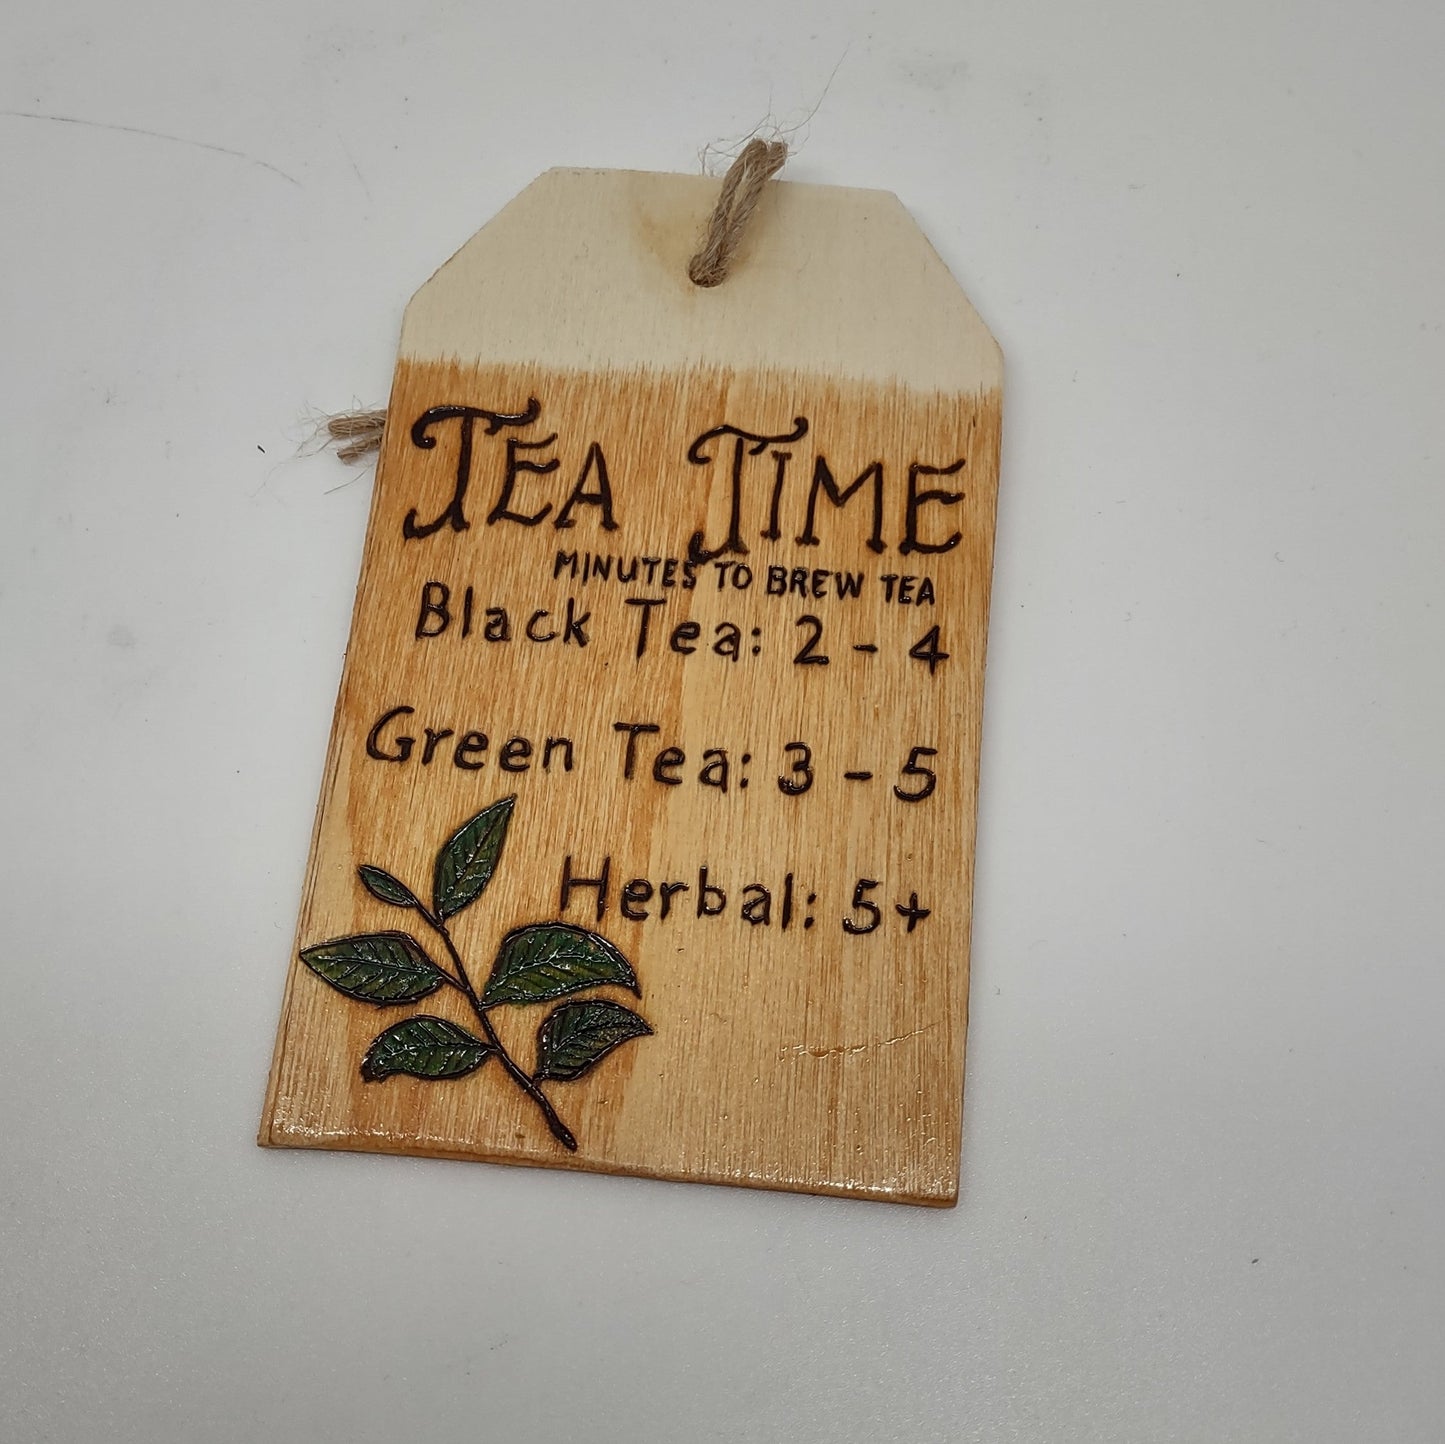 TEA TIME
MINUTES TO BREW TEA
Black Tea: 2 - 4
Green Tea: 3 - 5
Herbal: 5+